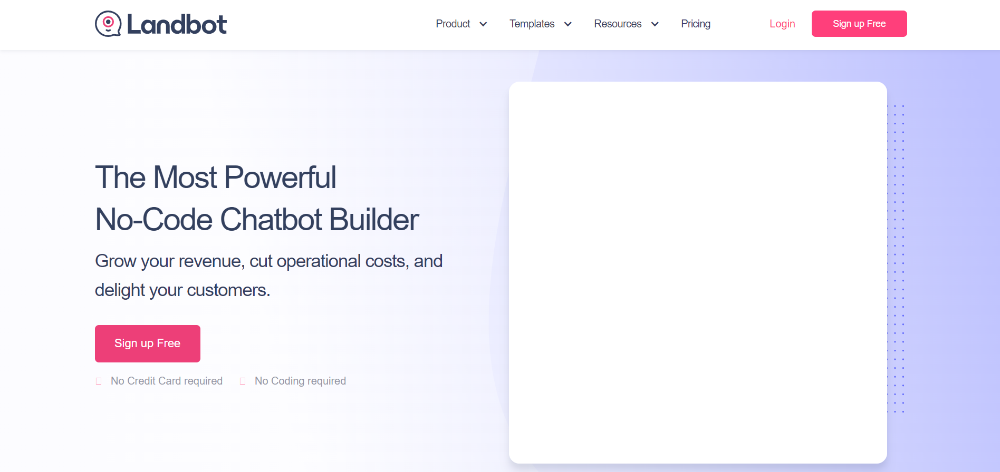 Landbot
Product
Templates
Resources
Pricing
Login
Sign up Free
The Most Powerful
No-Code Chatbot Builder
Grow your revenue, cut operational costs, and
delight your customers.
Sign up Free
No Credit Card required
No Coding required